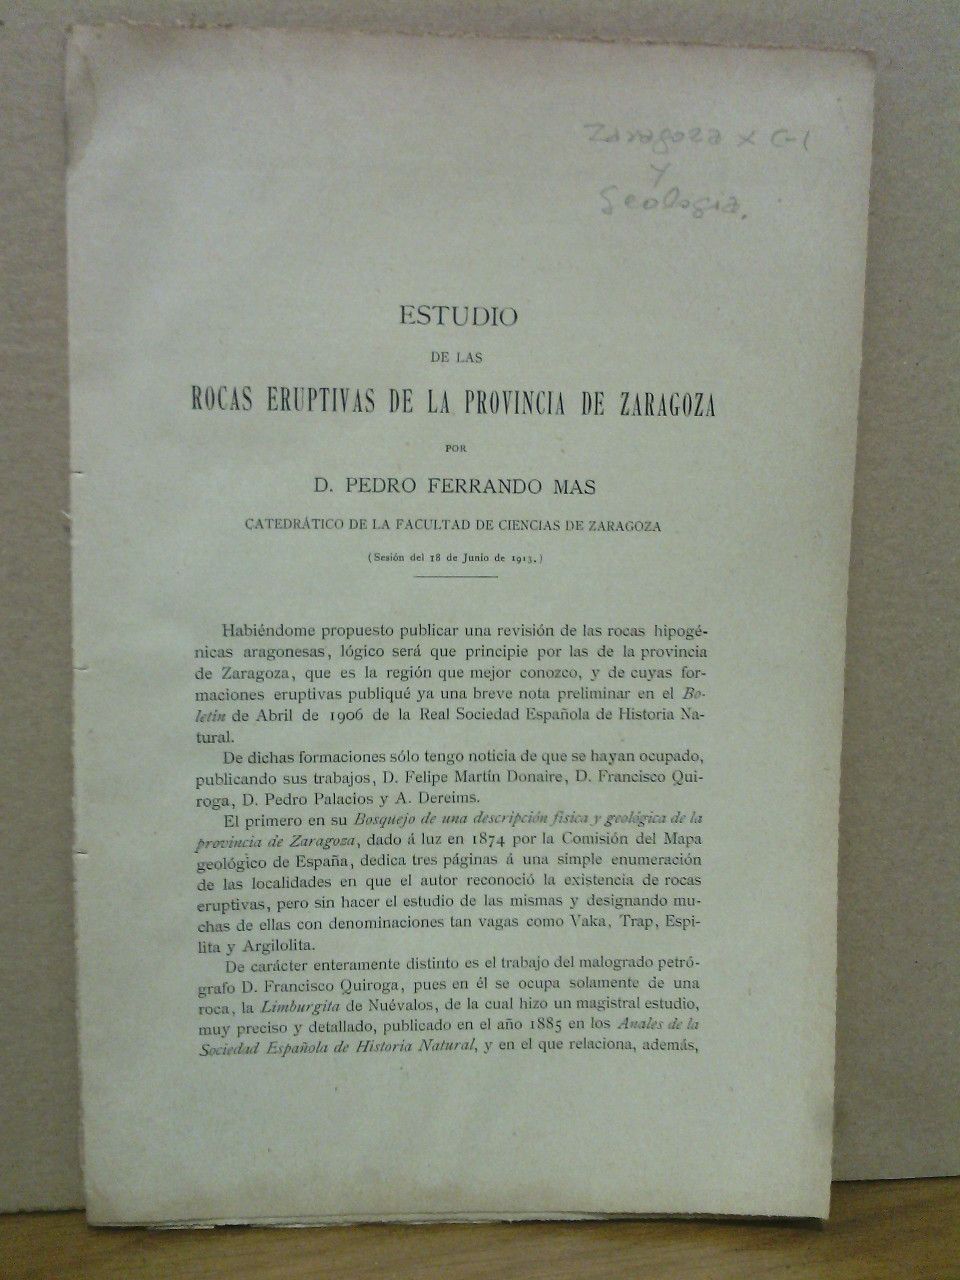 Zaragoza x G-1
y
Geología.
ESTUDIO
DE LAS
ROCAS ERUPTIVAS DE LA PROVINCIA DE ZARAGOZA
POR
D. PEDRO FERRANDO MAS
CATEDRÁTICO DE LA FACULTAD DE CIENCIAS DE ZARAGOZA
(Sesión del 18 de Junio de 1913.)
Habiéndome propuesto publicar una revisión de las rocas hipogé-
nicas aragonesas, lógico será que principie por las de la provincia
de Zaragoza, que es la región que mejor conozco, y de cuyas for-
maciones eruptivas publiqué ya una breve nota preliminar en el Bo-
letín de Abril de 1906 de la Real Sociedad Española de Historia Na-
tural.
De dichas formaciones sólo tengo noticia de que se hayan ocupado,
publicando sus trabajos, D. Felipe Martín Donaire, D. Francisco Qui-
roga, D. Pedro Palacios y A. Dereims.
El primero en su Bosquejo de una descripción física y geológica de la
provincia de Zaragoza, dado á luz en 1874 por la Comisión del Mapa
geológico de España, dedica tres páginas á una simple enumeración
de las localidades en que el autor reconoció la existencia de rocas
eruptivas, pero sin hacer el estudio de las mismas y designando mu-
chas de ellas con denominaciones tan vagas como Vaka, Trap, Espi-
lita y Argilolita.
De carácter enteramente distinto es el trabajo del malogrado petró-
grafo D. Francisco Quiroga, pues en él se ocupa solamente de una
roca, la Limburgita de Nuévalos, de la cual hizo un magistral estudio,
muy preciso y detallado, publicado en el año 1885 en los Anales de la
Sociedad Española de Historia Natural, y en el que relaciona, además,